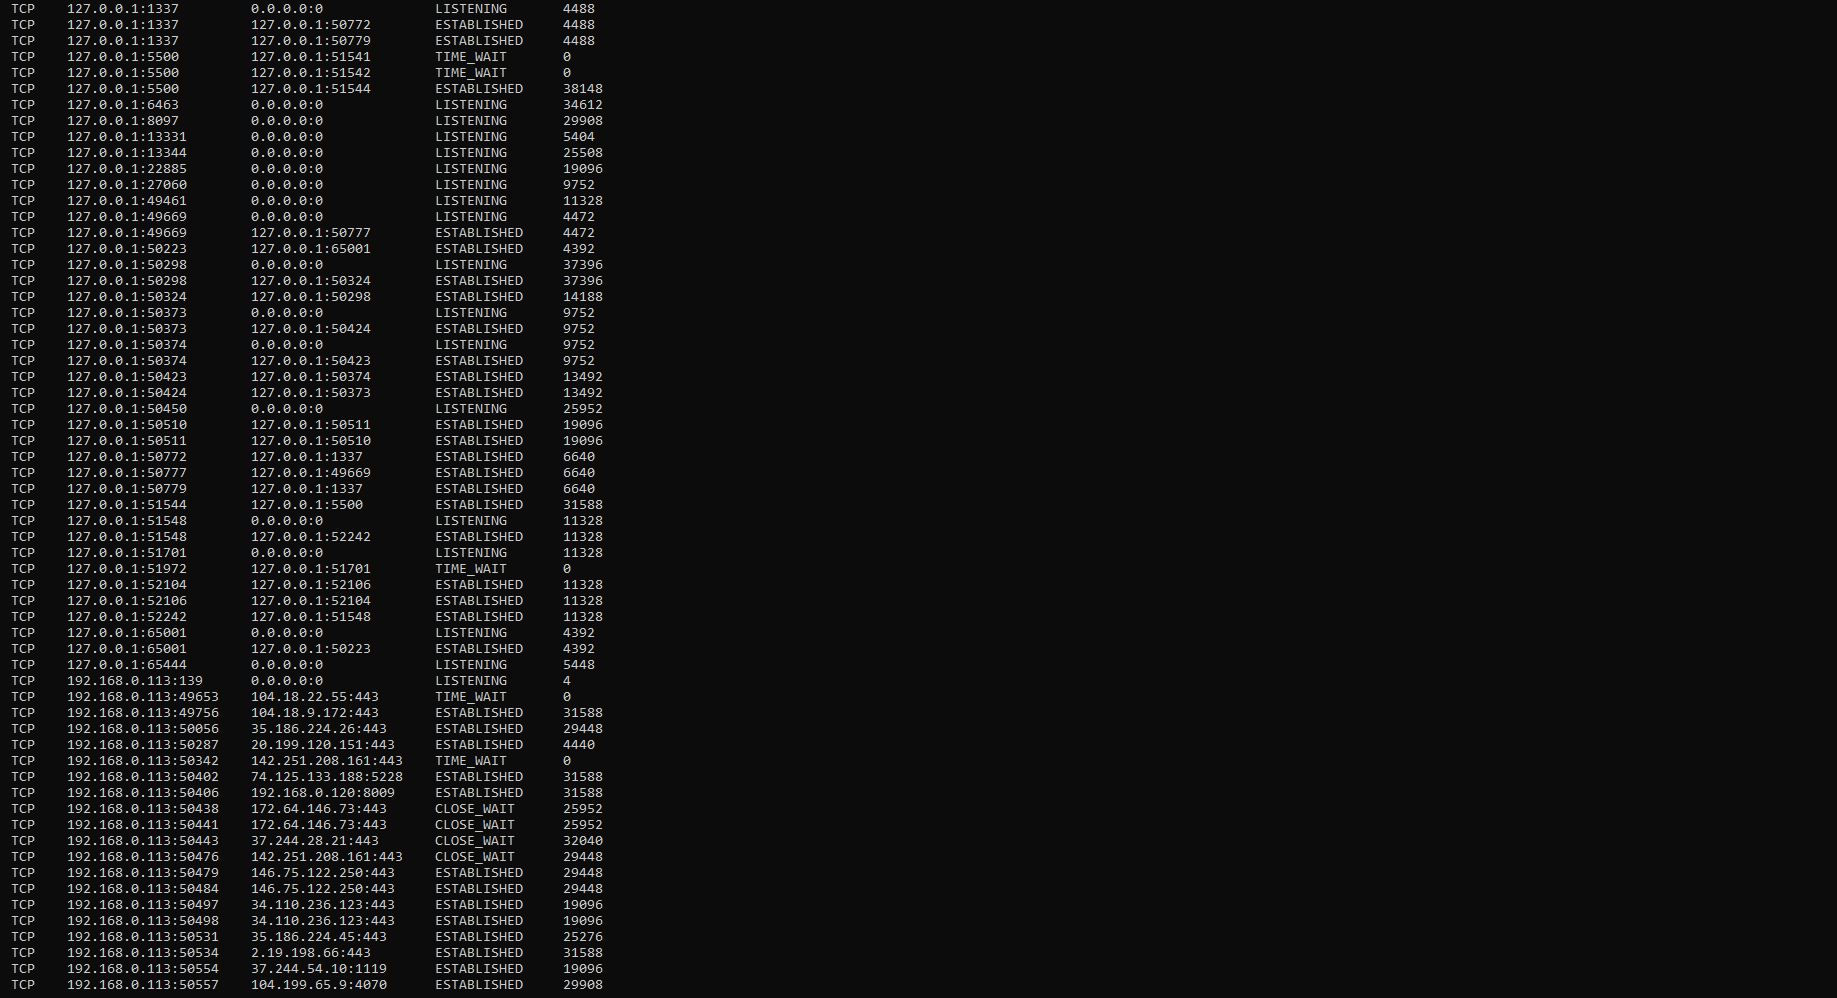 TCP 127.0.0.1:1337 0.0.0.0:0 LISTENING 4488
TCP 127.0.0.1:1337 127.0.0.1:50772 ESTABLISHED 4488
TCP 127.0.0.1:1337 127.0.0.1:50779 ESTABLISHED 4488
TCP 127.0.0.1:5500 127.0.0.1:51541 TIME_WAIT 0
TCP 127.0.0.1:5500 127.0.0.1:51542 TIME_WAIT 0
TCP 127.0.0.1:5500 127.0.0.1:51544 ESTABLISHED 38148
TCP 127.0.0.1:6463 0.0.0.0:0 LISTENING 34612
TCP 127.0.0.1:8097 0.0.0.0:0 LISTENING 29908
TCP 127.0.0.1:13331 0.0.0.0:0 LISTENING 5404
TCP 127.0.0.1:13344 0.0.0.0:0 LISTENING 25508
TCP 127.0.0.1:22885 0.0.0.0:0 LISTENING 19096
TCP 127.0.0.1:27060 0.0.0.0:0 LISTENING 9752
TCP 127.0.0.1:49461 0.0.0.0:0 LISTENING 11328
TCP 127.0.0.1:49669 0.0.0.0:0 LISTENING 4472
TCP 127.0.0.1:49669 127.0.0.1:50777 ESTABLISHED 4472
TCP 127.0.0.1:50223 127.0.0.1:65001 ESTABLISHED 4392
TCP 127.0.0.1:50298 0.0.0.0:0 LISTENING 37396
TCP 127.0.0.1:50298 127.0.0.1:50324 ESTABLISHED 37396
TCP 127.0.0.1:50324 127.0.0.1:50298 ESTABLISHED 14188
TCP 127.0.0.1:50373 0.0.0.0:0 LISTENING 9752
TCP 127.0.0.1:50373 127.0.0.1:50424 ESTABLISHED 9752
TCP 127.0.0.1:50374 0.0.0.0:0 LISTENING 9752
TCP 127.0.0.1:50374 127.0.0.1:50423 ESTABLISHED 9752
TCP 127.0.0.1:50423 127.0.0.1:50374 ESTABLISHED 13492
TCP 127.0.0.1:50424 127.0.0.1:50373 ESTABLISHED 13492
TCP 127.0.0.1:50450 0.0.0.0:0 LISTENING 25952
TCP 127.0.0.1:50510 127.0.0.1:50511 ESTABLISHED 19096
TCP 127.0.0.1:50511 127.0.0.1:50510 ESTABLISHED 19096
TCP 127.0.0.1:50772 127.0.0.1:1337 ESTABLISHED 6640
TCP 127.0.0.1:50777 127.0.0.1:49669 ESTABLISHED 6640
TCP 127.0.0.1:50779 127.0.0.1:1337 ESTABLISHED 6640
TCP 127.0.0.1:51544 127.0.0.1:5500 ESTABLISHED 31588
TCP 127.0.0.1:51548 0.0.0.0:0 LISTENING 11328
TCP 127.0.0.1:51548 127.0.0.1:52242 ESTABLISHED 11328
TCP 127.0.0.1:51701 0.0.0.0:0 LISTENING 11328
TCP 127.0.0.1:51972 127.0.0.1:51701 TIME_WAIT 0
TCP 127.0.0.1:52104 127.0.0.1:52106 ESTABLISHED 11328
TCP 127.0.0.1:52106 127.0.0.1:52104 ESTABLISHED 11328
TCP 127.0.0.1:52242 127.0.0.1:51548 ESTABLISHED 11328
TCP 127.0.0.1:65001 0.0.0.0:0 LISTENING 4392
TCP 127.0.0.1:65001 127.0.0.1:50223 ESTABLISHED 4392
TCP 127.0.0.1:65444 0.0.0.0:0 LISTENING 5448
TCP 192.168.0.113:139 0.0.0.0:0 LISTENING 4
TCP 192.168.0.113:49653 104.18.22.55:443 TIME_WAIT 0
TCP 192.168.0.113:49756 104.18.9.172:443 ESTABLISHED 31588
TCP 192.168.0.113:50056 35.186.224.26:443 ESTABLISHED 29448
TCP 192.168.0.113:50287 20.199.120.151:443 ESTABLISHED 4440
TCP 192.168.0.113:50342 142.251.208.161:443 TIME_WAIT 0
TCP 192.168.0.113:50402 74.125.133.188:5228 ESTABLISHED 31588
TCP 192.168.0.113:50406 192.168.0.120:8009 ESTABLISHED 31588
TCP 192.168.0.113:50438 172.64.146.73:443 CLOSE_WAIT 25952
TCP 192.168.0.113:50441 172.64.146.73:443 CLOSE_WAIT 25952
TCP 192.168.0.113:50443 37.244.28.21:443 CLOSE_WAIT 32040
TCP 192.168.0.113:50476 142.251.208.161:443 CLOSE_WAIT 29448
TCP 192.168.0.113:50479 146.75.122.250:443 ESTABLISHED 29448
TCP 192.168.0.113:50484 146.75.122.250:443 ESTABLISHED 29448
TCP 192.168.0.113:50497 34.110.236.123:443 ESTABLISHED 19096
TCP 192.168.0.113:50498 34.110.236.123:443 ESTABLISHED 19096
TCP 192.168.0.113:50531 35.186.224.45:443 ESTABLISHED 25276
TCP 192.168.0.113:50534 2.19.198.66:443 ESTABLISHED 31588
TCP 192.168.0.113:50554 37.244.54.10:1119 ESTABLISHED 19096
TCP 192.168.0.113:50557 104.199.65.9:4070 ESTABLISHED 29908